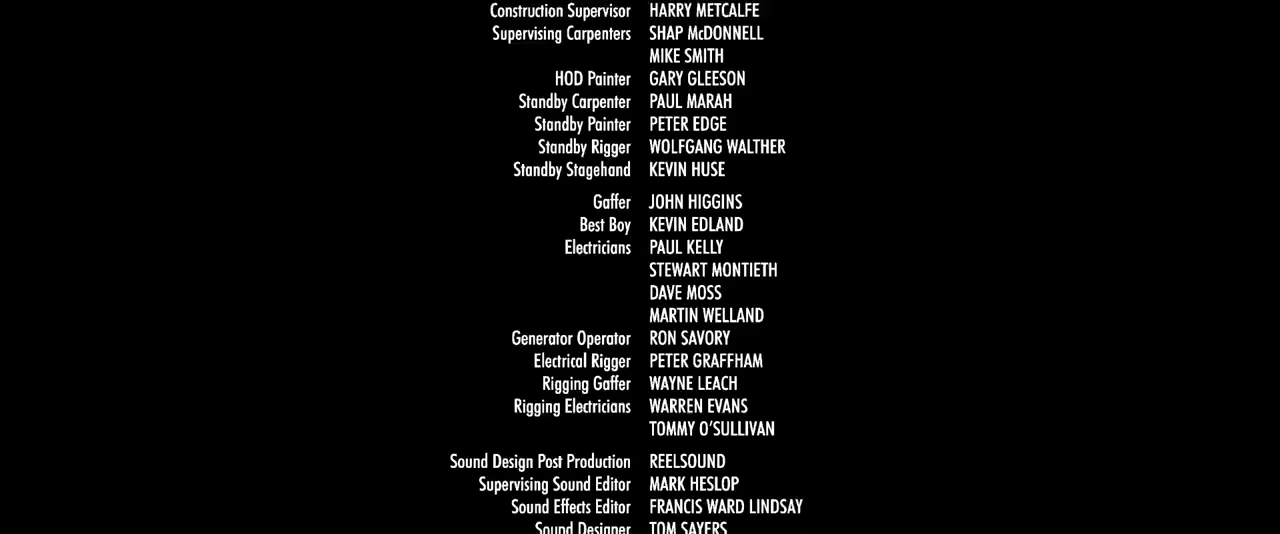 Construction Supervisor HARRY METCALFE
Supervising Carpenters SHAP McDONNELL
MIKE SMITH
HOD Painter GARY GLEESON
Standby Carpenter PAUL MARAH
Standby Painter PETER EDGE
Standby Rigger WOLFGANG WALTHER
Standby Stagehand KEVIN HUSE
Gaffer JOHN HIGGINS
Best Boy KEVIN EDLAND
Electricians PAUL KELLY
STEWART MONTIETH
DAVE MOSS
MARTIN WELLAND
Generator Operator RON SAVORY
Electrical Rigger PETER GRAFFHAM
Rigging Gaffer WAYNE LEACH
Rigging Electricians WARREN EVANS
TOMMY O'SULLIVAN
Sound Design Post Production REELSOUND
Supervising Sound Editor MARK HESLOP
Sound Effects Editor FRANCIS WARD LINDSAY
Sound Designer TOM SAYERS